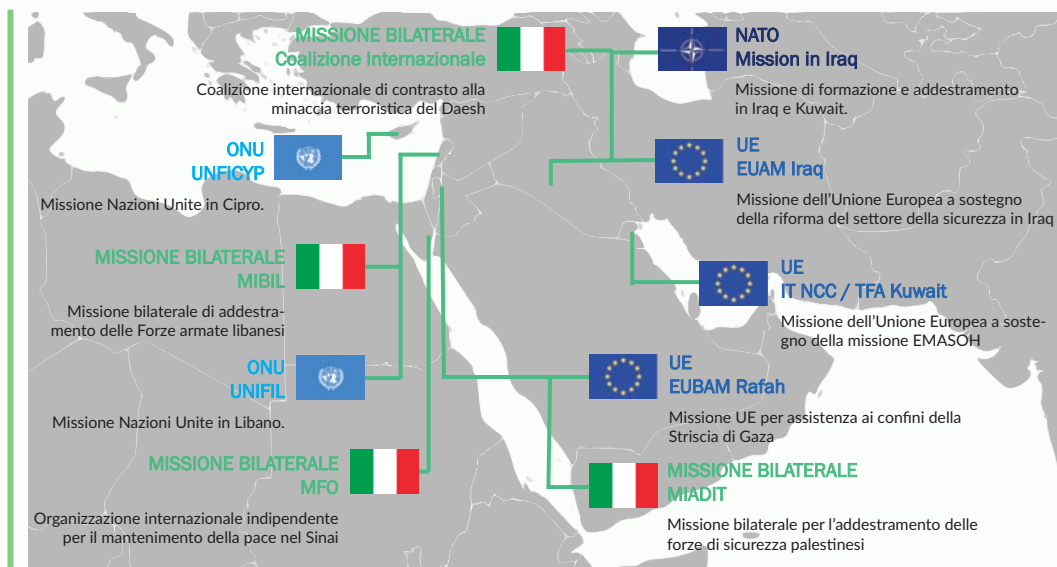 MISSIONE BILATERALE
Coalizione Internazionale
Coalizione internazionale di contrasto alla
minaccia terroristica del Daesh
NATO
Mission in Iraq
Missione di formazione e addestramento
in Iraq e Kuwait.
ONU
UNFICYP
Missione Nazioni Unite in Cipro.
UE
EUAM Iraq
Missione dell'Unione Europea a sostegno
della riforma del settore della sicurezza in Iraq
MISSIONE BILATERALE
MIBIL
Missione bilaterale di addestra-
mento delle Forze armate libanesi
UE
IT NCC / TFA Kuwait
Missione dell'Unione Europea a soste-
gno della missione EMASOH
ONU
UNIFIL
Missione Nazioni Unite in Libano.
UE
EUBAM Rafah
Missione UE per assistenza ai confini della
Striscia di Gaza
MISSIONE BILATERALE
MFO
Organizzazione internazionale indipendente
per il mantenimento della pace nel Sinai
MISSIONE BILATERALE
MIADIT
Missione bilaterale per l'addestramento delle
forze di sicurezza palestinesi